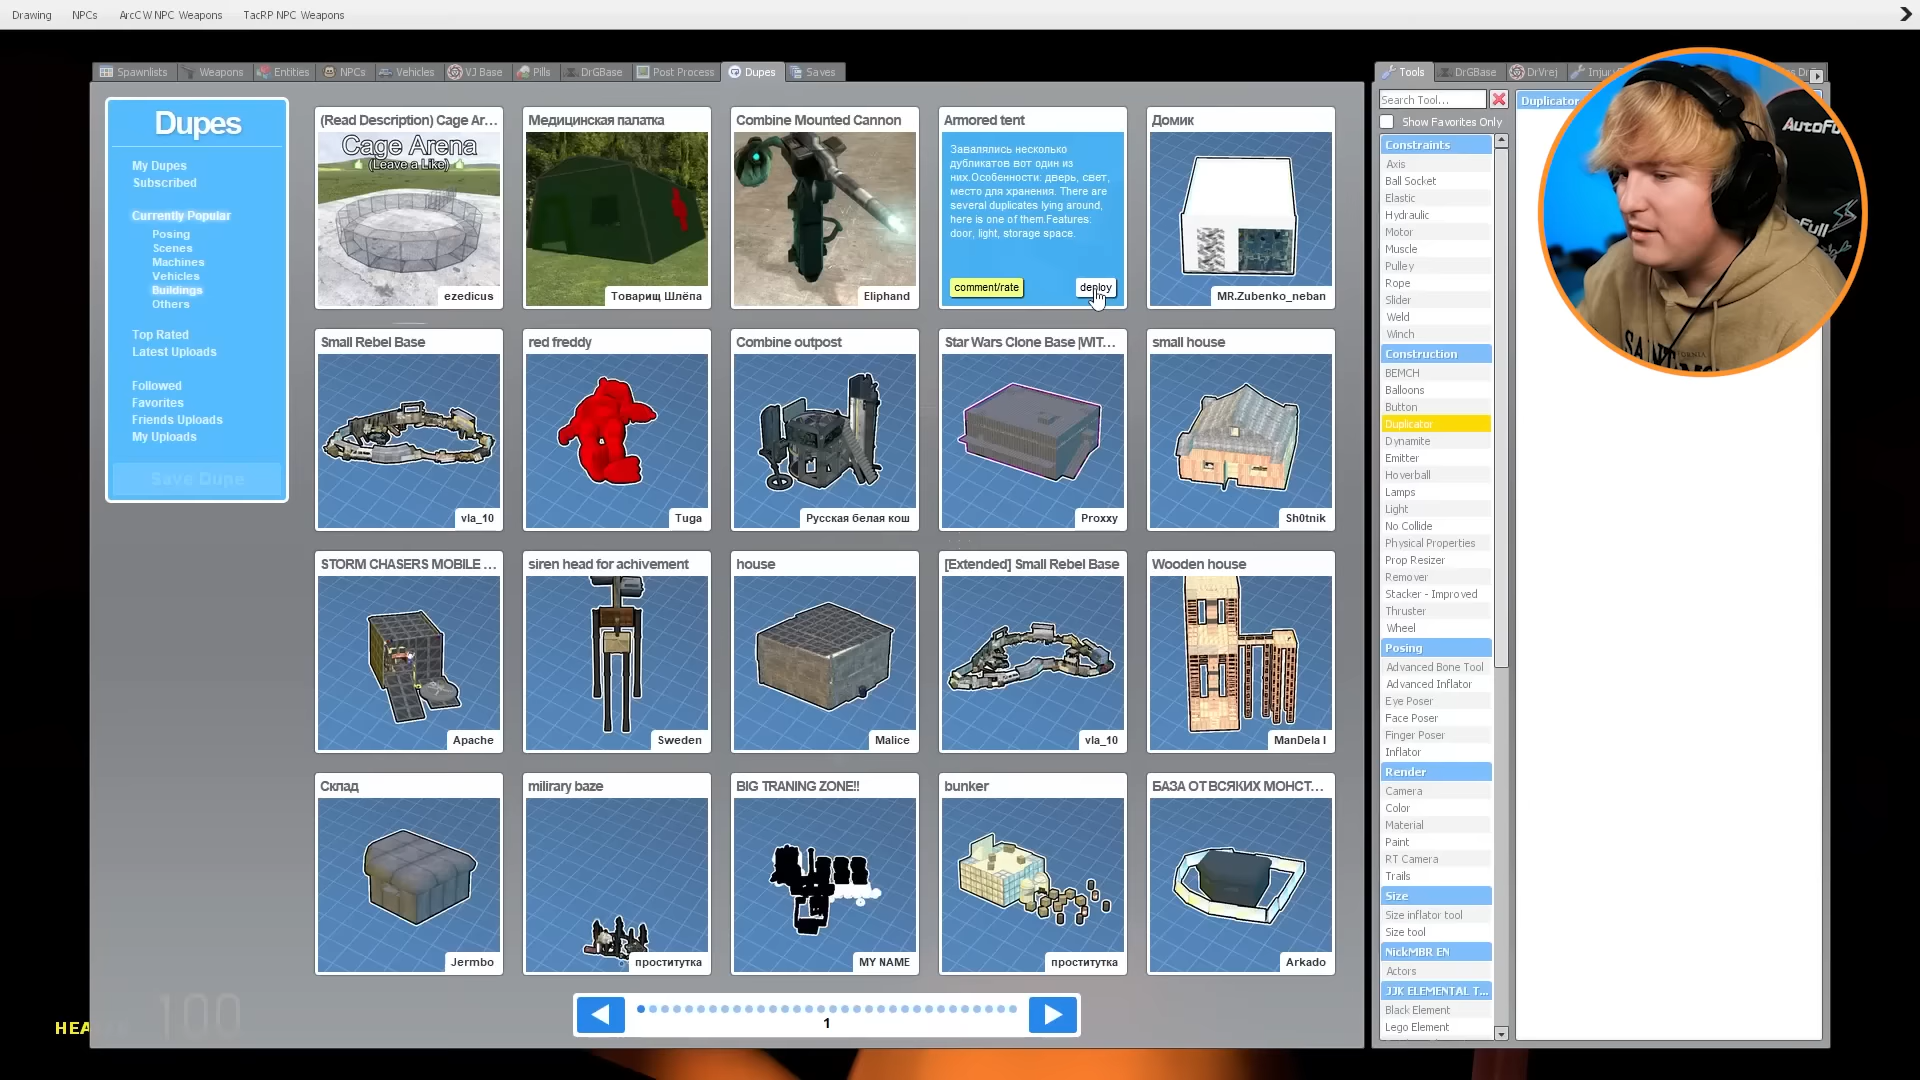 Drawing NPCs ArcCW NPC Weapons TacRP NPC Weapons
Spawnlists Weapons Entities NPCs Vehicles VJ Base Pills DrGBase Post Process Dupes Saves
Dupes
My Dupes
Subscribed
Currently Popular
Posing
Scenes
Machines
Vehicles
Buildings
Others
Top Rated
Latest Uploads
Followed
Favorites
Friends Uploads
My Uploads
Save Dupe
(Read Description) Cage Ar...
Cage Arena
(Leave a Like)
ezedicus
Медицинская палатка
Товарищ Шлёпа
Combine Mounted Cannon
Eliphand
Armored tent
Завалялись несколько
дубликатов вот один из
них.Особенности: дверь, свет,
место для хранения. There are
several duplicates lying around,
here is one of them.Features:
door, light, storage space.
comment/rate deploy
Домик
MR.Zubenko_neban
Small Rebel Base
vla_10
red freddy
Tuga
Combine outpost
Русская белая кош
Star Wars Clone Base |WIT...
Proxxy
small house
Sh0tnik
STORM CHASERS MOBILE ...
Apache
siren head for achivement
Sweden
house
Malice
[Extended] Small Rebel Base
vla_10
Wooden house
ManDela I
Склад
Jermbo
milirary baze
проститутка
BIG TRANING ZONE!!
MY NAME
bunker
проститутка
БАЗА ОТ ВСЯКИХ МОНСТ...
Arkado
1
100
Tools DrGBase DrVrej
Search Tool...
Show Favorites Only
Constraints
Axis
Ball Socket
Elastic
Hydraulic
Motor
Muscle
Pulley
Rope
Slider
Weld
Winch
Construction
BEMCH
Balloons
Button
Duplicator
Dynamite
Emitter
Hoverball
Lamps
Light
No Collide
Physical Properties
Prop Resizer
Remover
Stacker - Improved
Thruster
Wheel
Posing
Advanced Bone Tool
Advanced Inflator
Eye Poser
Face Poser
Finger Poser
Inflator
Render
Camera
Color
Material
Paint
RT Camera
Trails
Size
Size inflator tool
Size tool
NickMBR EN
Actors
JJK ELEMENTAL T...
Black Element
Lego Element
Duplicator